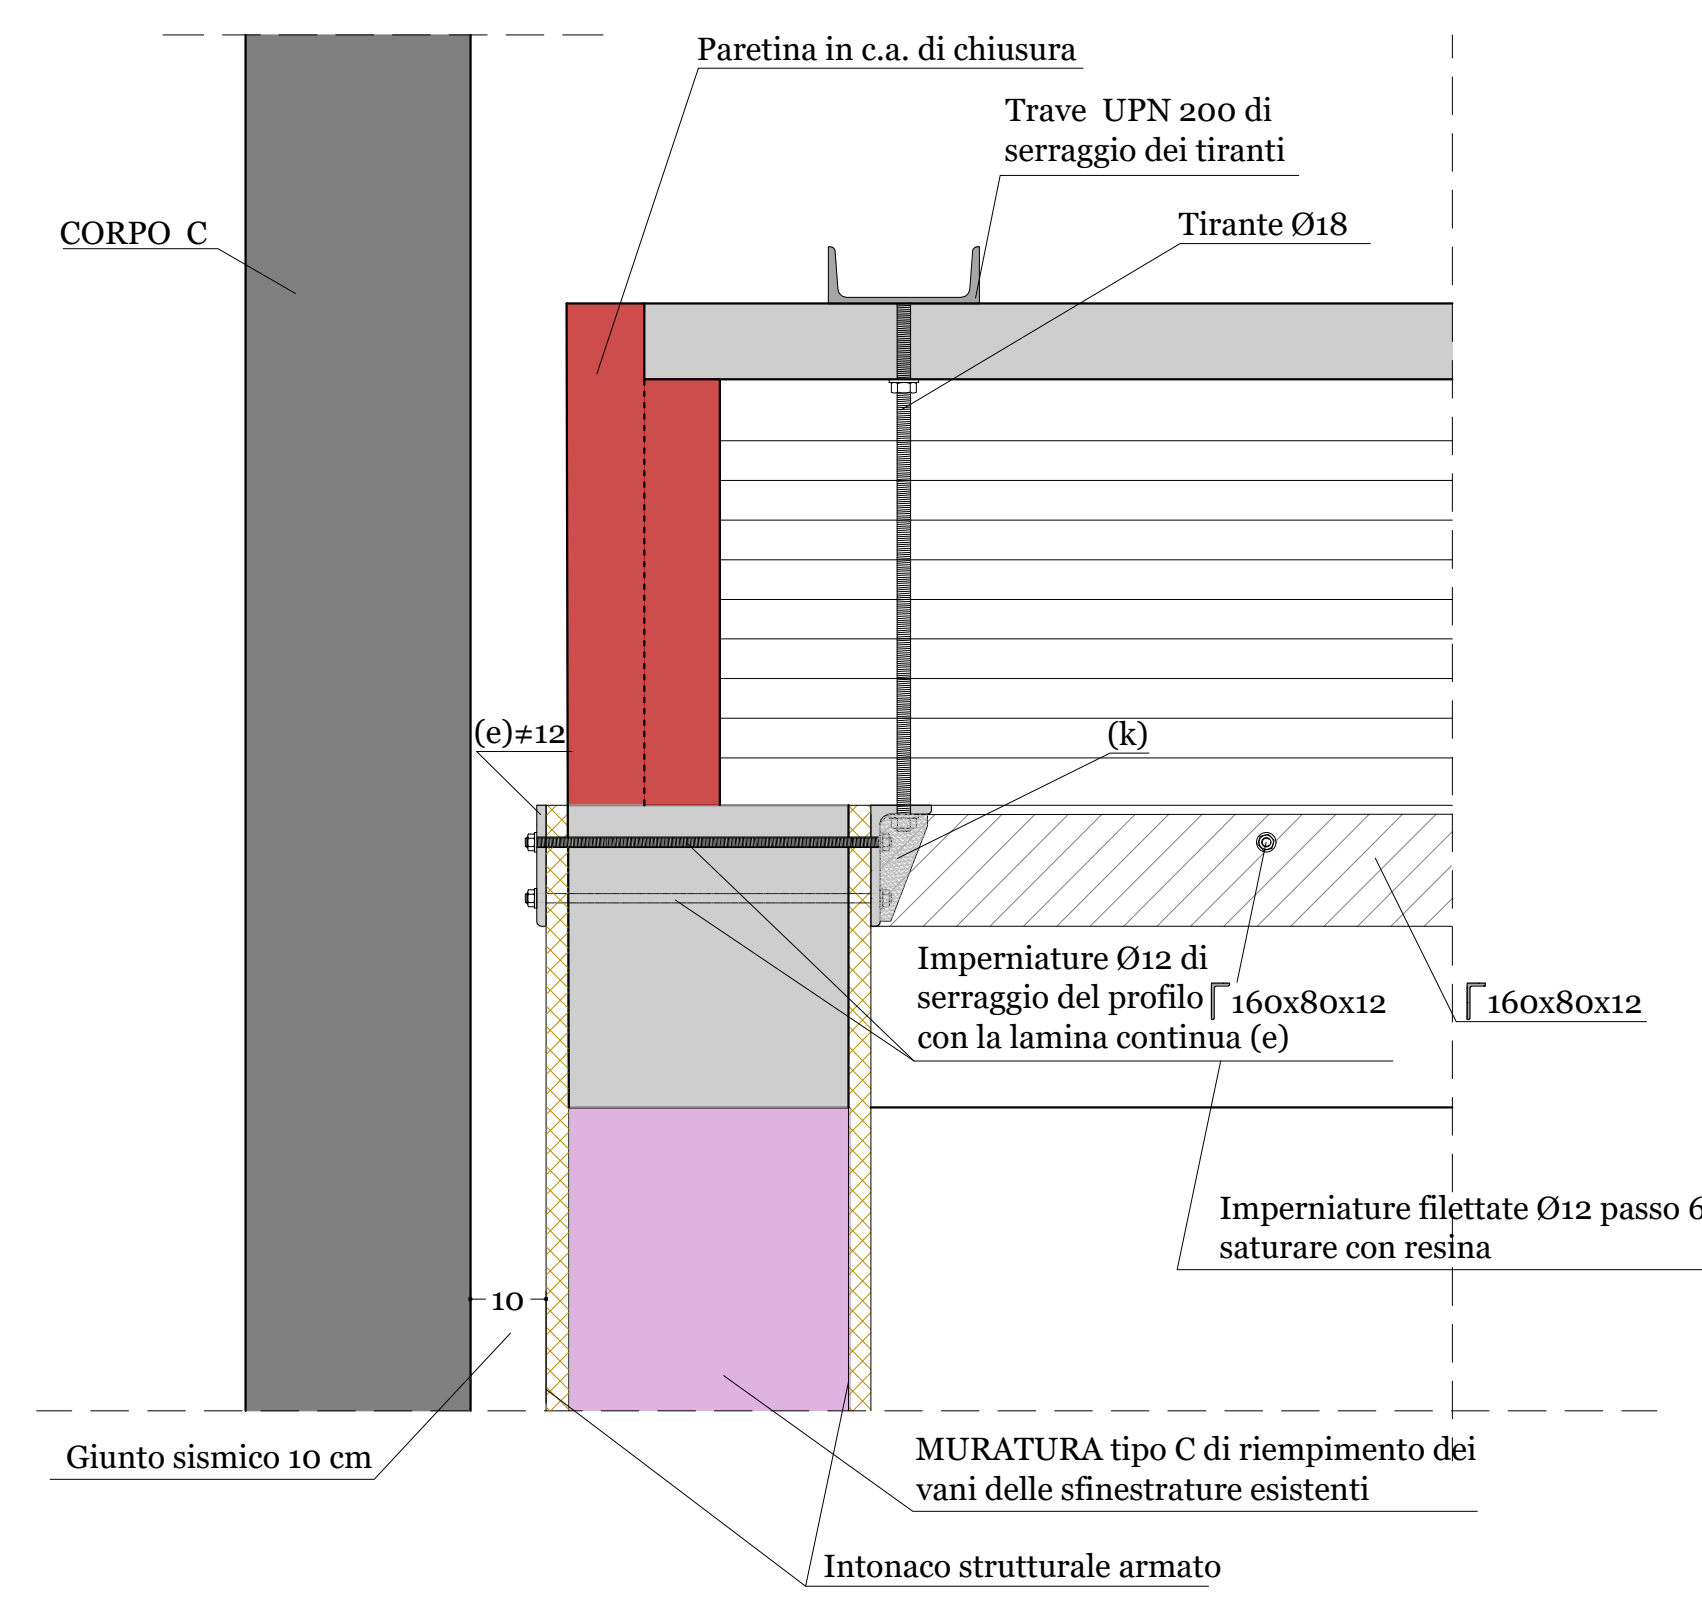 Paretina in c.a. di chiusura
Trave UPN 200 di
serraggio dei tiranti
CORPO C
Tirante Ø18
(e)≠12
(k)
Imperniature Ø12 di
serraggio del profilo 160x80x12
con la lamina continua (e)
160x80x12
Imperniature filettate Ø12 passo 6
saturare con resina
10
Giunto sismico 10 cm
MURATURA tipo C di riempimento dei
vani delle sfinestrature esistenti
Intonaco strutturale armato